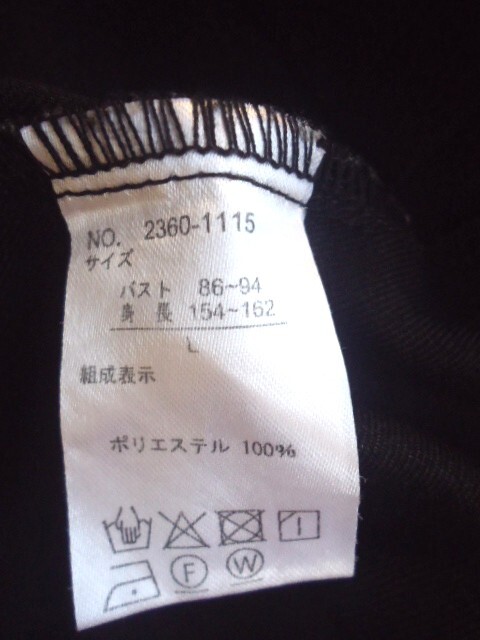 NO. 2360-1115
サイズ
バスト 86~94
身長 154~162
L
組成表示
ポリエステル 100%
F W